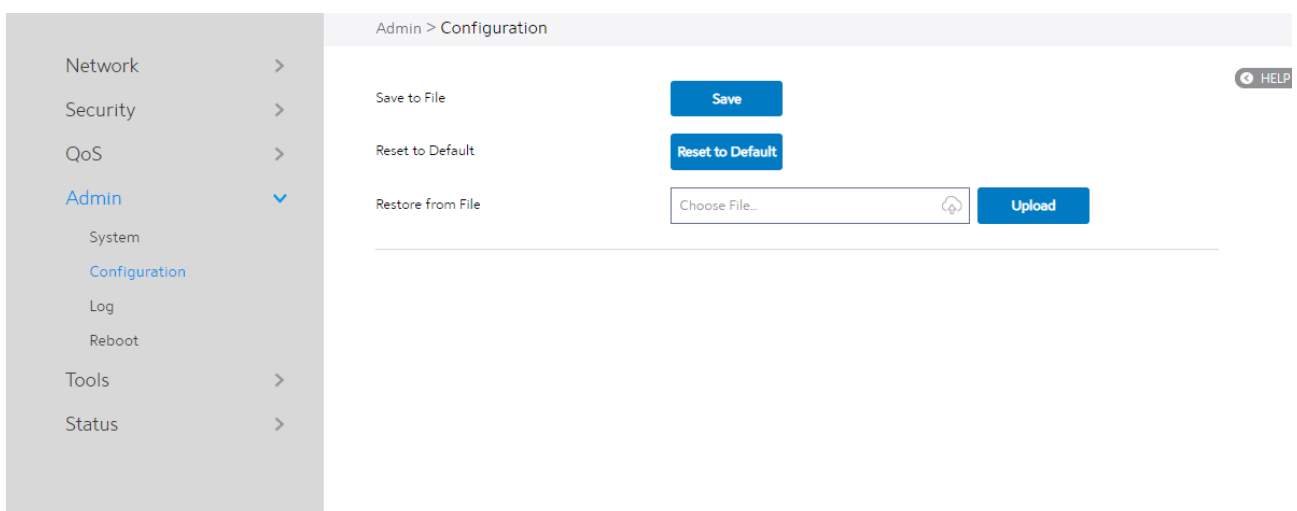 Admin > Configuration
Network
Security
QoS
Admin
System
Configuration
Log
Reboot
Tools
Status
Save to File
Save
Reset to Default
Reset to Default
Restore from File
Choose File...
Upload
HELP